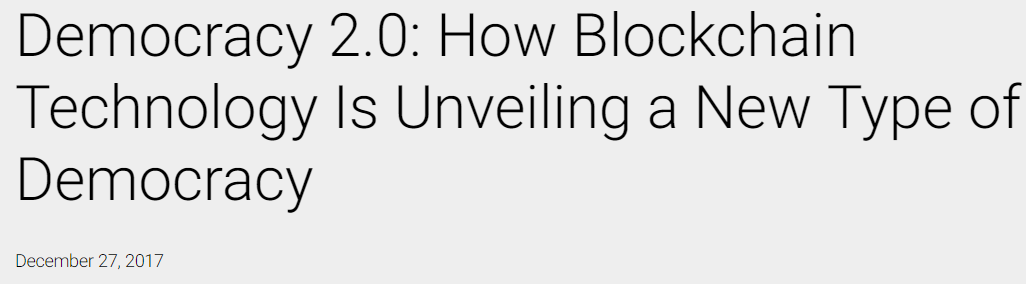 Democracy 2.0: How Blockchain
Technology Is Unveiling a New Type of
Democracy
December 27, 2017